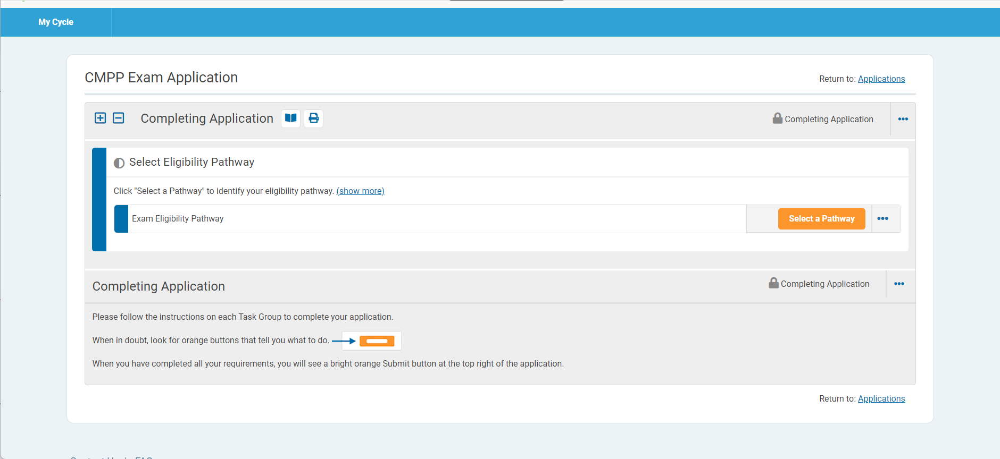 My Cycle
CMPP Exam Application
Return to: Applications
Completing Application
Completing Application
Select Eligibility Pathway
Click "Select a Pathway" to identify your eligibility pathway. (show more)
Exam Eligibility Pathway
Select a Pathway
Completing Application
Completing Application
Please follow the instructions on each Task Group to complete your application.
When in doubt, look for orange buttons that tell you what to do.
When you have completed all your requirements, you will see a bright orange Submit button at the top right of the application.
Return to: Applications